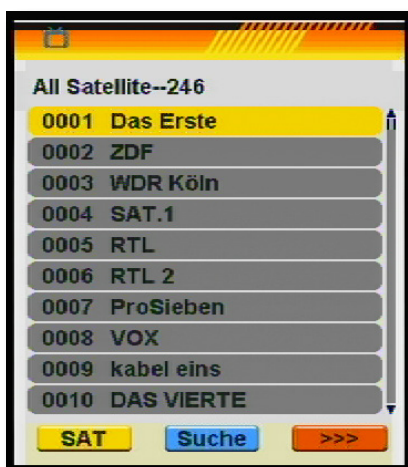 All Satellite--246
0001 Das Erste
0002 ZDF
0003 WDR Köln
0004 SAT.1
0005 RTL
0006 RTL 2
0007 ProSieben
0008 VOX
0009 kabel eins
0010 DAS VIERTE
SAT Suche >>>